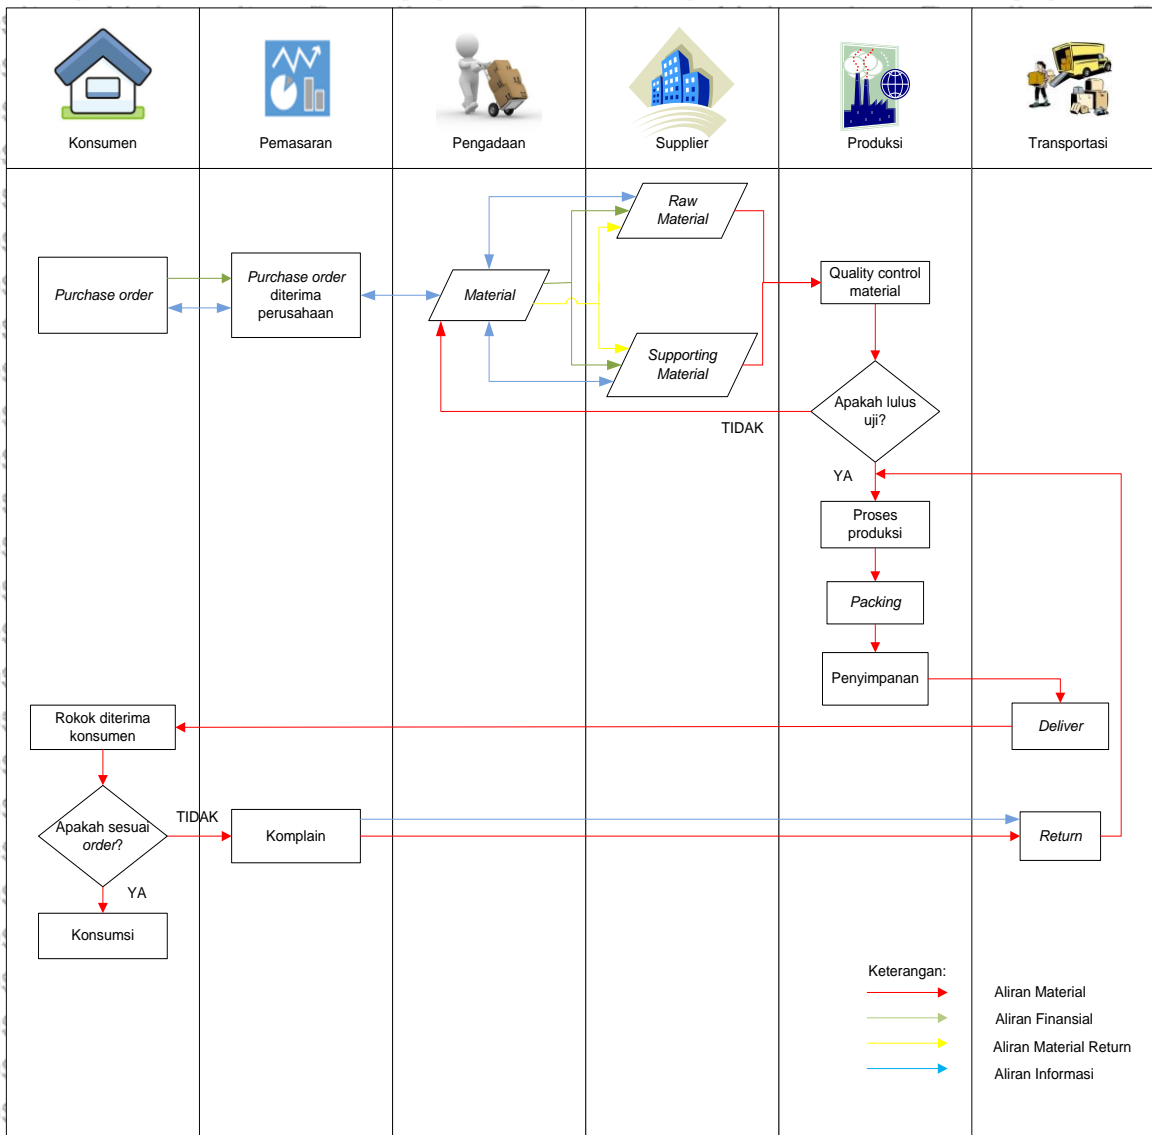 Konsumen
Pemasaran
Pengadaan
Supplier
Produksi
Transportasi
Raw
Material
Purchase order
Purchase order
diterima
perusahaan
Material
Quality control
material
Supporting
Material
Apakah lulus
uji?
TIDAK
YA
Proses
produksi
Packing
Penyimpanan
Rokok diterima
konsumen
Deliver
Apakah sesuai
order?
TIDAK
Komplain
Return
YA
Konsumsi
Keterangan:
Aliran Material
Aliran Finansial
Aliran Material Return
Aliran Informasi